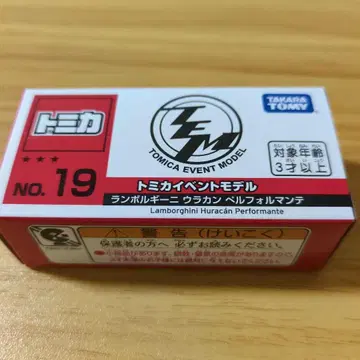 トミカ
TEM
TOMICA EVENT MODEL
TAKARA
TOMY
対象年齢
3才以上
★★★
NO. 19
トミカイベントモデル
ランボルギーニ ウラカン ペルフォルマンテ
Lamborghini Huracán Performante
警告(けいこく)
保護者の方へ 必ずお読みください。